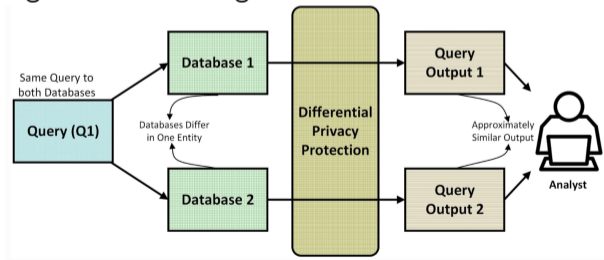 Same Query to
both Databases
Query (Q1)
Database 1
Databases Differ
in One Entity
Database 2
Differential
Privacy
Protection
Query
Output 1
Approximately
Similar Output
Query
Output 2
Analyst